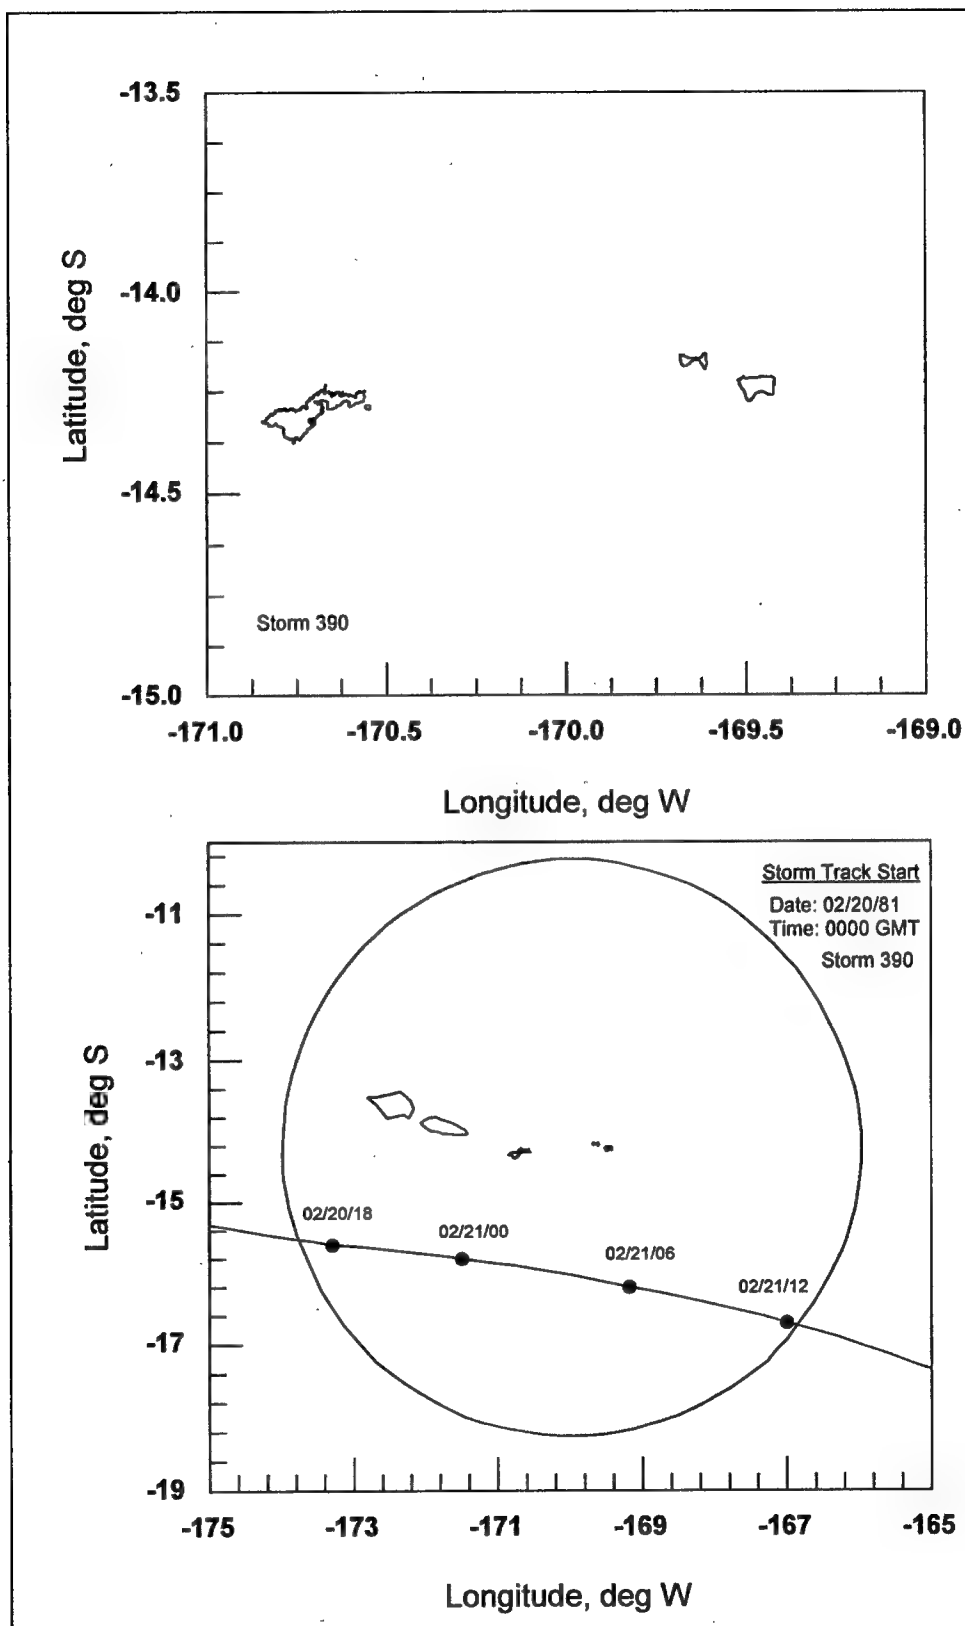 -13.5
-14.0
-14.5
-15.0
Latitude, deg S
Storm 390
-171.0 -170.5 -170.0 -169.5 -169.0
Longitude, deg W
Storm Track Start
Date: 02/20/81
Time: 0000 GMT
Storm 390
-11
-13
-15
-17
-19
Latitude, deg S
02/20/18
02/21/00
02/21/06
02/21/12
-175 -173 -171 -169 -167 -165
Longitude, deg W